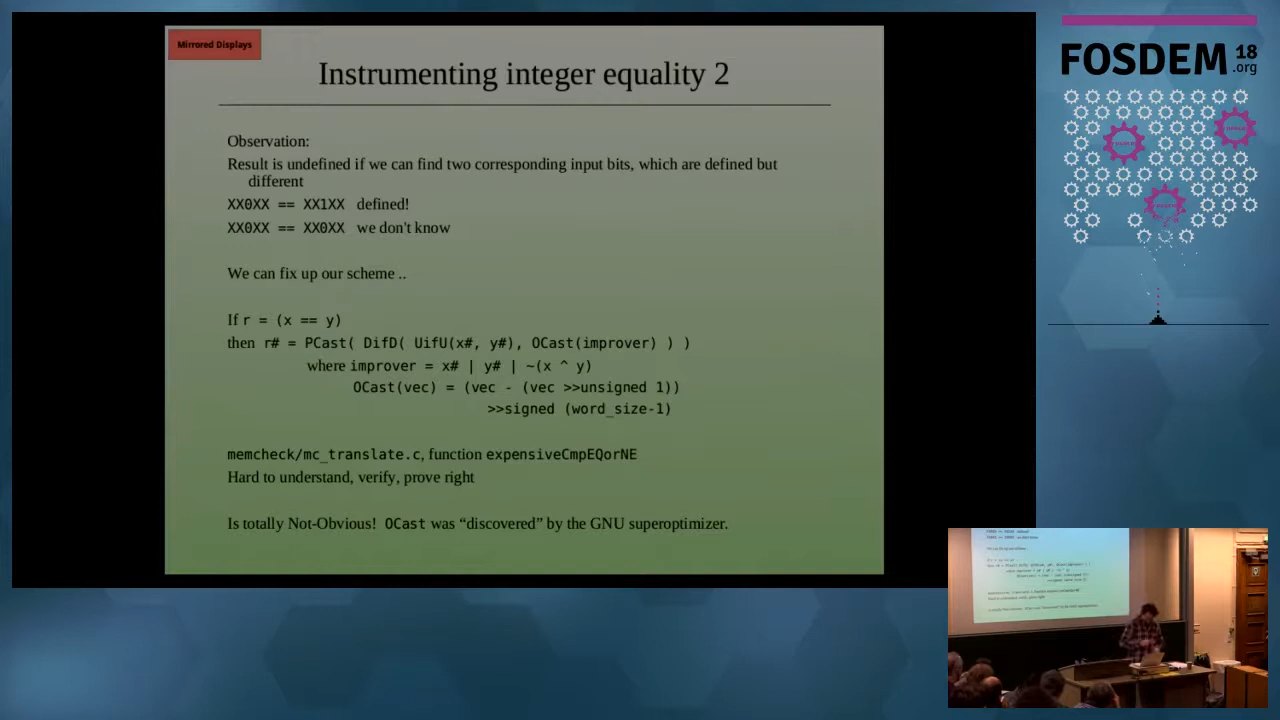 Mirrored Displays
Instrumenting integer equality 2
Observation:
Result is undefined if we can find two corresponding input bits, which are defined but
different
XX0XX == XX1XX defined!
XX0XX == XX0XX we don't know
We can fix up our scheme ..
If r = (x == y)
then r# = PCast( DifD( UifU(x#, y#), OCast(improver) ) )
where improver = x# | y# | ~(x ^ y)
OCast(vec) = (vec - (vec >>unsigned 1))
>>signed (word_size-1)
memcheck/mc_translate.c, function expensiveCmpEQorNE
Hard to understand, verify, prove right
Is totally Not-Obvious! OCast was “discovered” by the GNU superoptimizer.
FOSDEM 18
.org